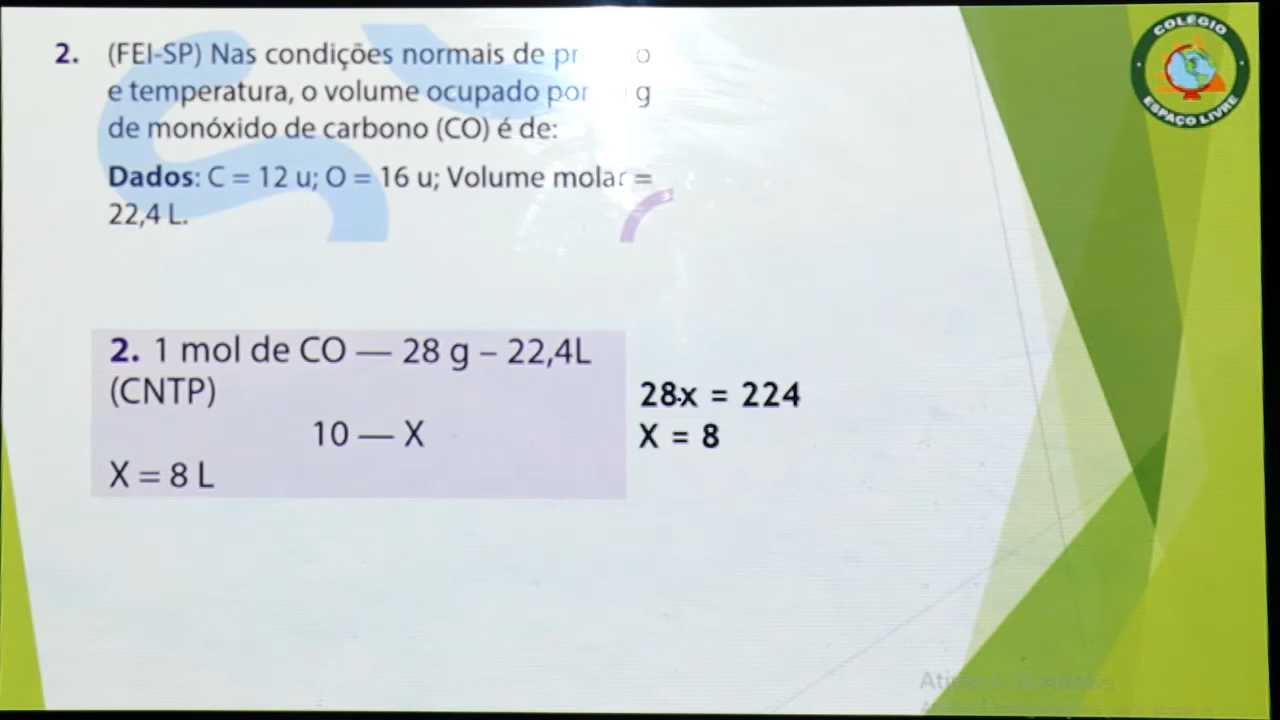 2. (FEI-SP) Nas condições normais de
e temperatura, o volume ocupado por g
de monóxido de carbono (CO) é de:
Dados: C = 12 u; O = 16 u; Volume molar =
22,4 L.
2. 1 mol de CO — 28 g – 22,4L
(CNTP)
10 — X
X = 8 L
28.x = 224
X = 8
COLÉGIO
ESPAÇO LIVRE